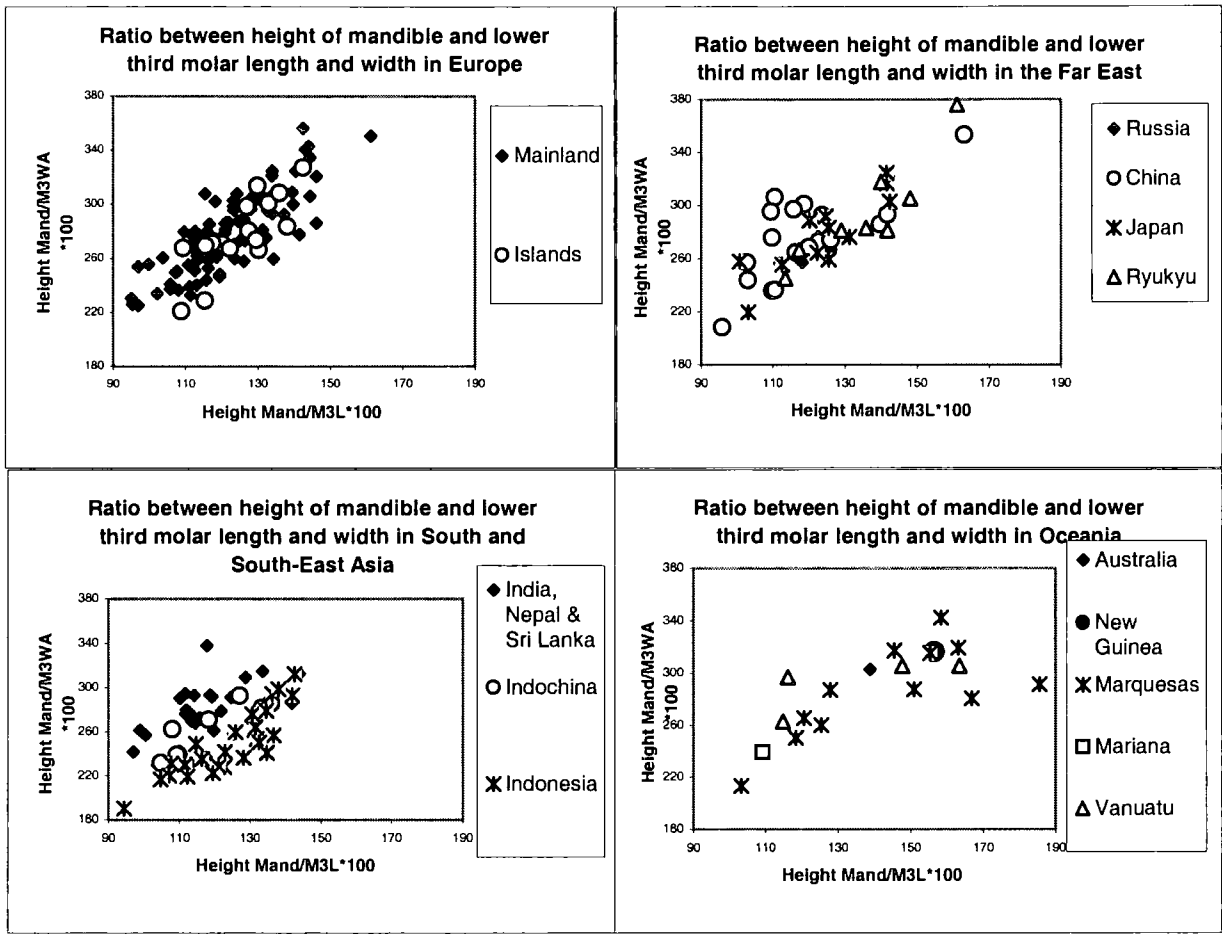 Ratio between height of mandible and lower
third molar length and width in Europe
380
340
300
260
220
180
Height Mand/M3WA
*100
90
110
130
150
170
190
Height Mand/M3L*100
Mainland
Islands
Ratio between height of mandible and lower
third molar length and width in the Far East
380
340
300
260
220
180
Height Mand/M3WA
*100
90
110
130
150
170
190
Height Mand/M3L*100
Russia
China
Japan
Ryukyu
Ratio between height of mandible and lower
third molar length and width in South and
South-East Asia
380
340
300
260
220
180
Height Mand/M3WA
*100
90
110
130
150
170
190
Height Mand/M3L*100
India,
Nepal &
Sri Lanka
Indochina
Indonesia
Ratio between height of mandible and lower
third molar length and width in Oceania
380
340
300
260
220
180
Height Mand/M3WA
*100
90
110
130
150
170
190
Height Mand/M3L*100
Australia
New
Guinea
Marquesas
Mariana
Vanuatu